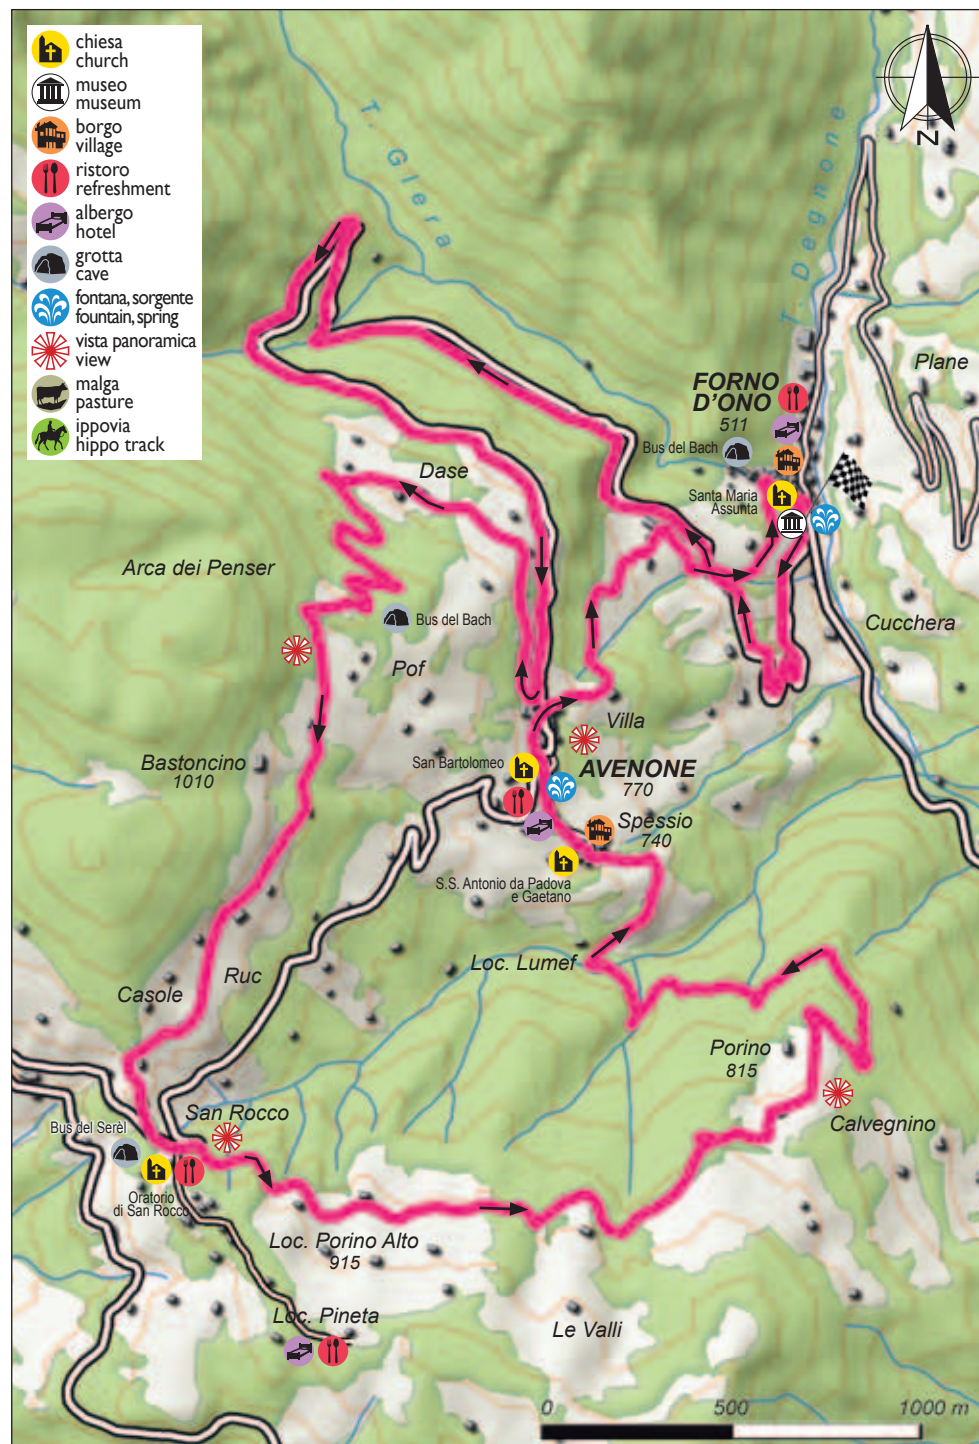 chiesa
church
museo
museum
borgo
village
ristoro
refreshment
albergo
hotel
grotta
cave
fontana, sorgente
fountain, spring
vista panoramica
view
malga
pasture
ippovia
hippo track
N
T. Glera
T. Degnone
Plane
FORNO
D'ONO
511
Bus del Bach
Santa Maria
Assunta
Dase
Arca dei Penser
Bus del Bach
Cucchera
Pof
Villa
Bastoncino
1010
San Bartolomeo
AVENONE
770
Spessio
740
S.S. Antonio da Padova
e Gaetano
Loc. Lumef
Ruc
Casole
Porino
815
San Rocco
Calvegnino
Bus del Serèl
Oratorio
di San Rocco
Loc. Porino Alto
915
Loc. Pineta
Le Valli
0 500 1000 m